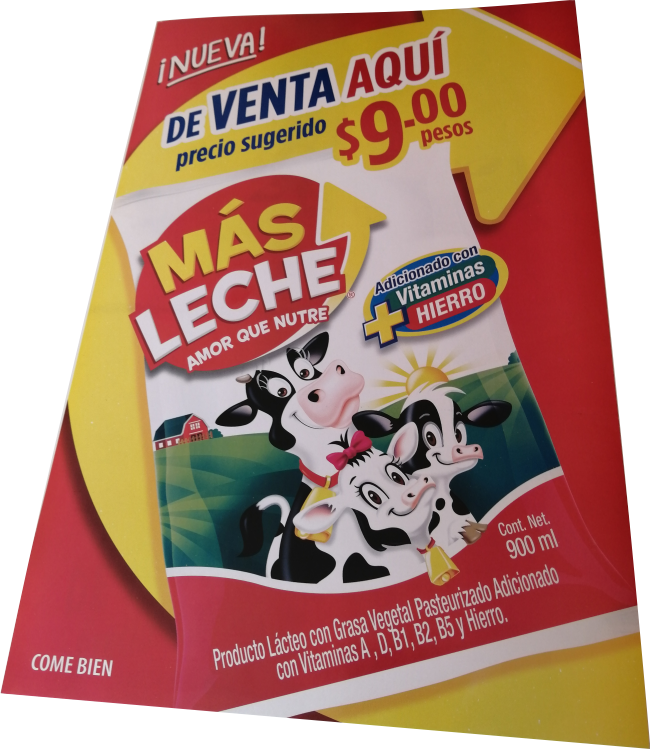 ¡NUEVA!
DE VENTA AQUÍ
precio sugerido $9.00
pesos
MÁS
LECHE®
AMOR QUE NUTRE
Adicionado con
+ Vitaminas
HIERRO
Cont. Net.
900 ml
Producto Lácteo con Grasa Vegetal Pasteurizado Adicionado
con Vitaminas A , D, B1, B2, B5 y Hierro.
COME BIEN